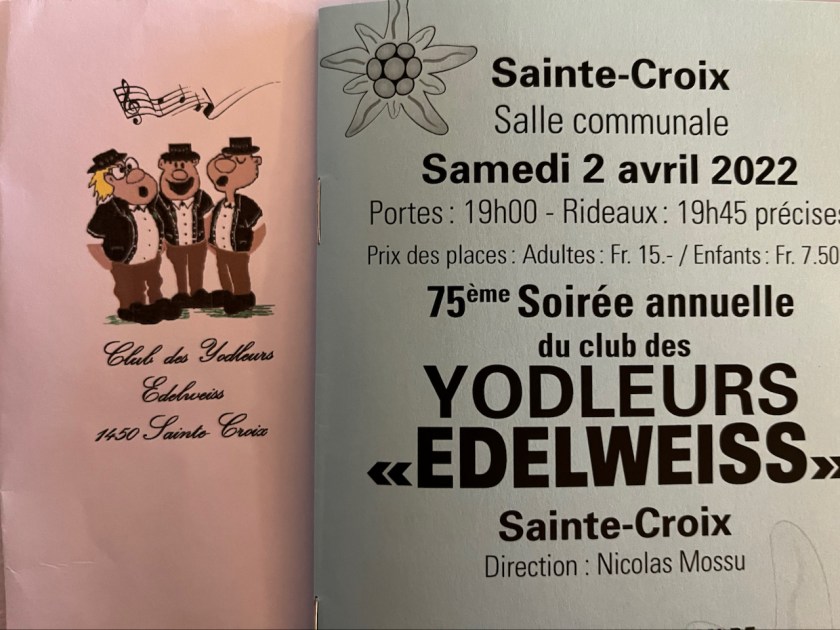 Club des Yodleurs
Edelweiss
1450 Sainte Croix
Sainte-Croix
Salle communale
Samedi 2 avril 2022
Portes : 19h00 - Rideaux : 19h45 précises
Prix des places : Adultes : Fr. 15.- / Enfants : Fr. 7.50
75ème Soirée annuelle
du club des
YODLEURS
«EDELWEISS»
Sainte-Croix
Direction : Nicolas Mossu